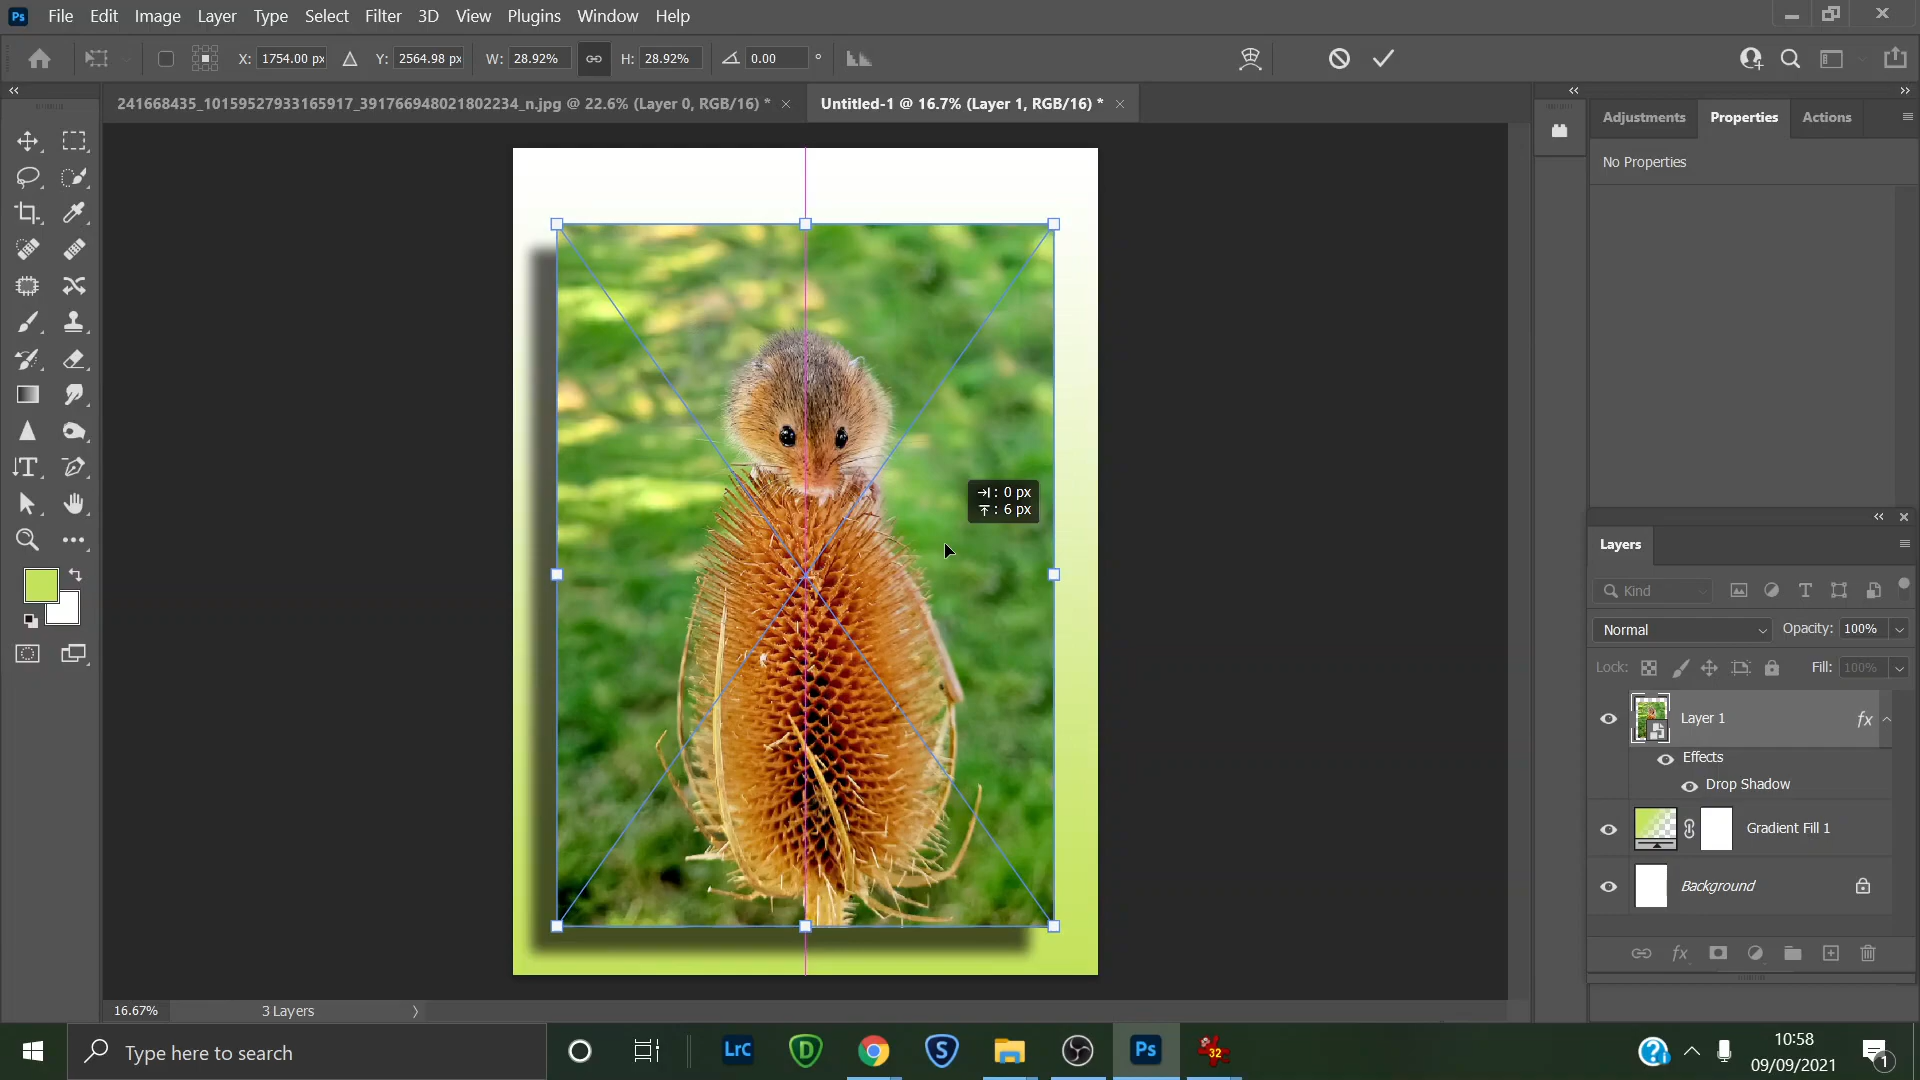 Ps File Edit Image Layer Type Select Filter 3D View Plugins Window Help
X: 1754.00 px Y: 2564.98 px W: 28.92% H: 28.92% 0.00 °
241668435_10159527933165917_391766948021802234_n.jpg @ 22.6% (Layer 0, RGB/16) * × Untitled-1 @ 16.7% (Layer 1, RGB/16) * ×
Adjustments Properties Actions
No Properties
: 0 px
: 6 px
Layers
Kind
Normal Opacity: 100%
Lock: Fill: 100%
Layer 1 fx
Effects
Drop Shadow
Gradient Fill 1
Background
fx
16.67% 3 Layers
Type here to search
LrC D S Ps 32
10:58
09/09/2021
1